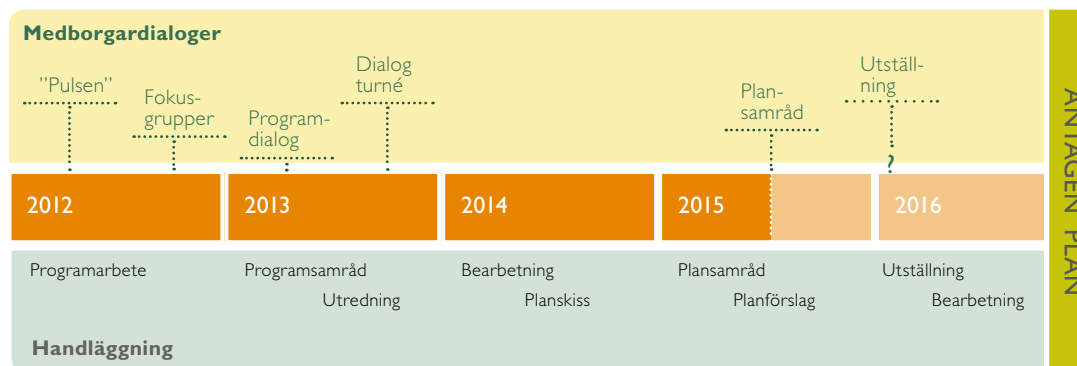 Medborgardialoger
”Pulsen”
Fokus-
grupper
Program-
dialog
Dialog
turné
Plan-
samråd
Utställ-
ning
2012
2013
2014
2015
2016
Programarbete
Programsamråd
Utredning
Bearbetning
Planskiss
Plansamråd
Planförslag
Utställning
Bearbetning
Handläggning
ANTAGEN PLAN